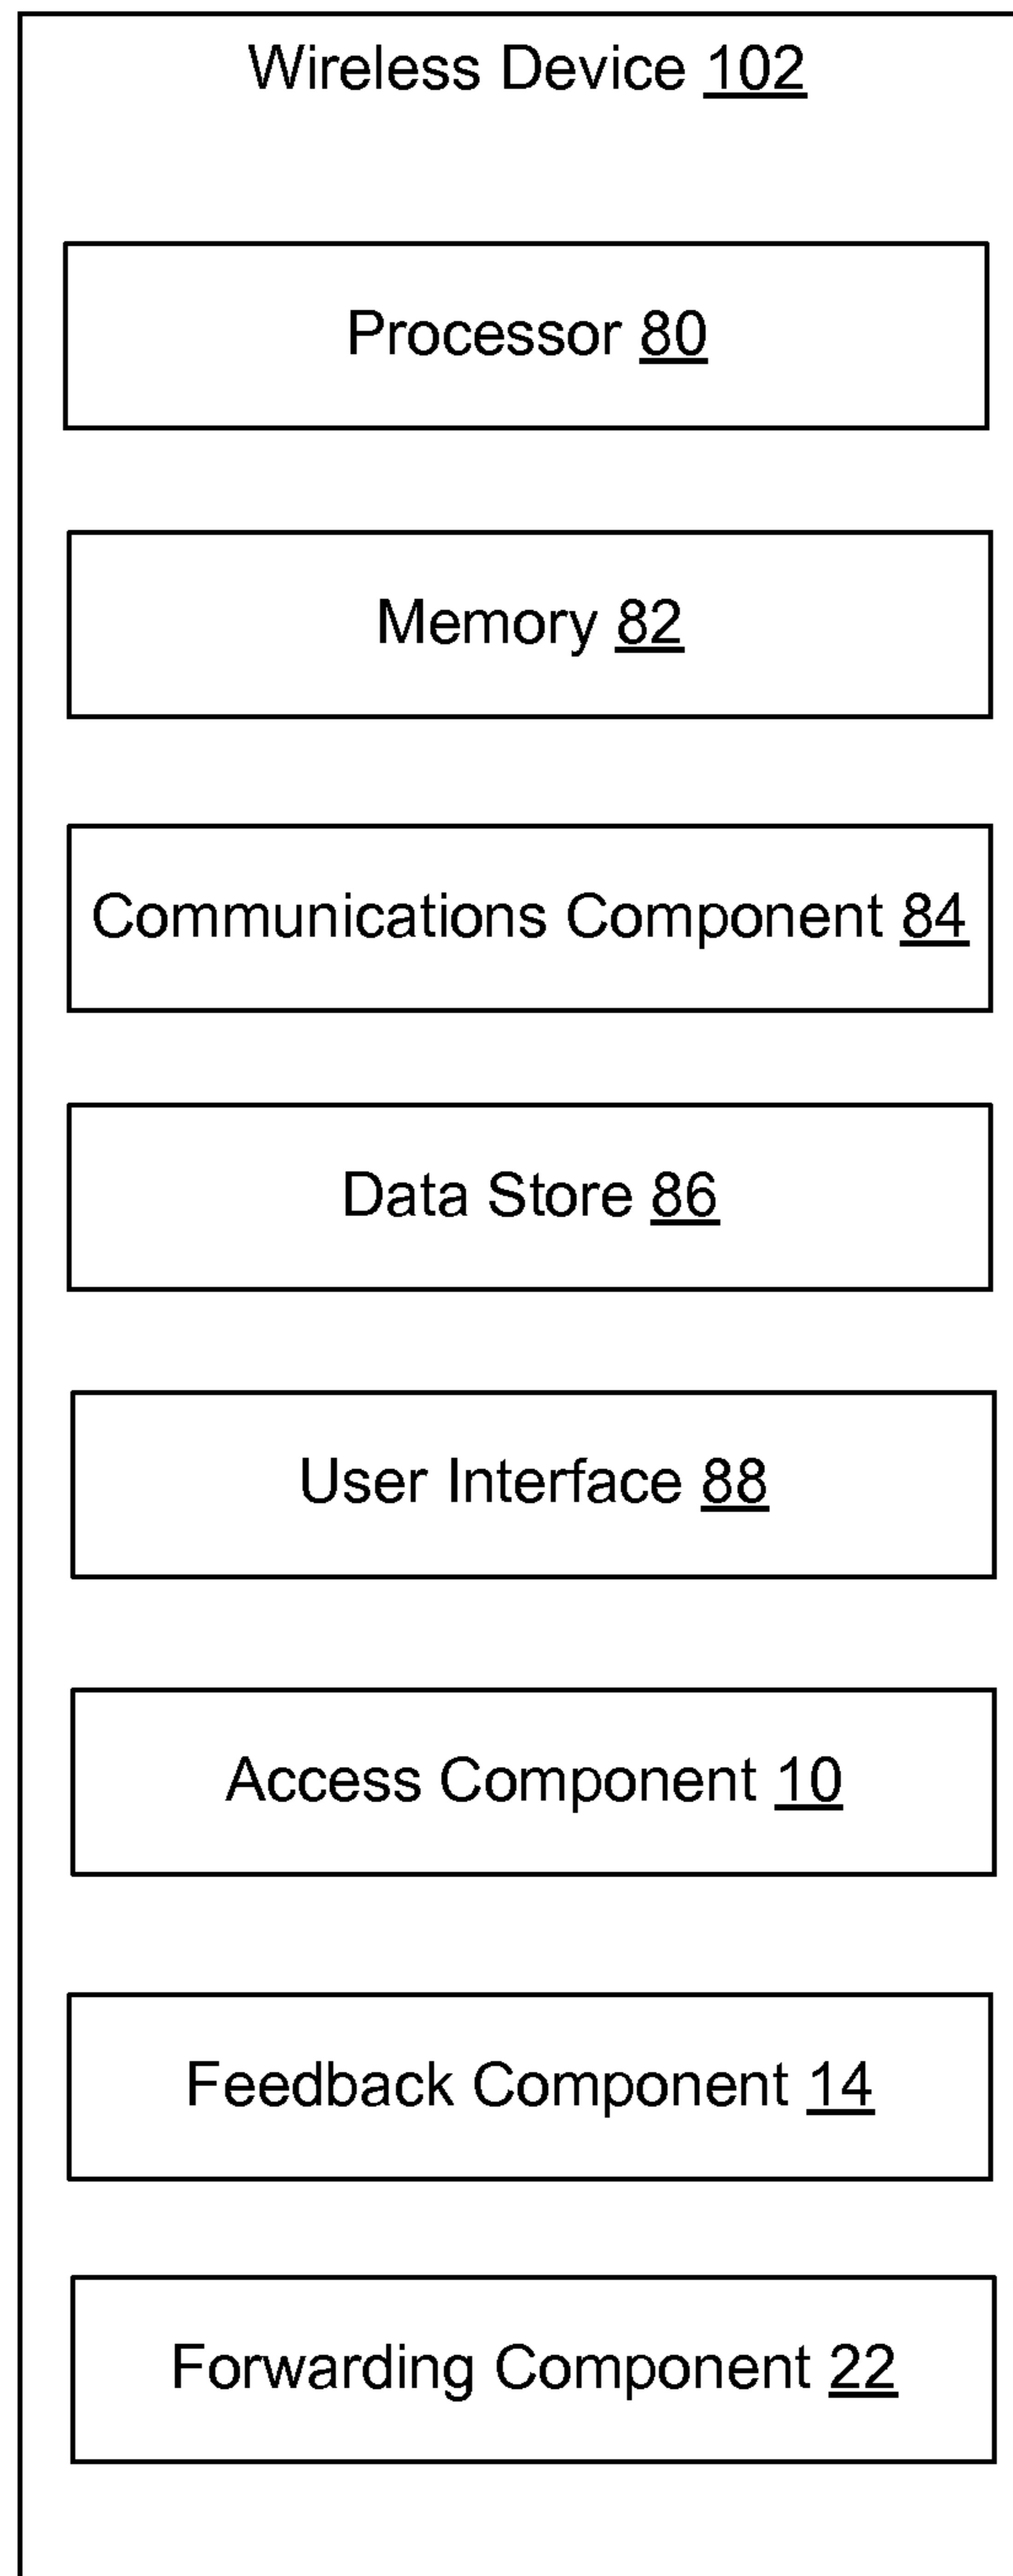 Wireless Device 102
Processor 80
Memory 82
Communications Component 84
Data Store 86
User Interface 88
Access Component 10
Feedback Component 14
Forwarding Component 22